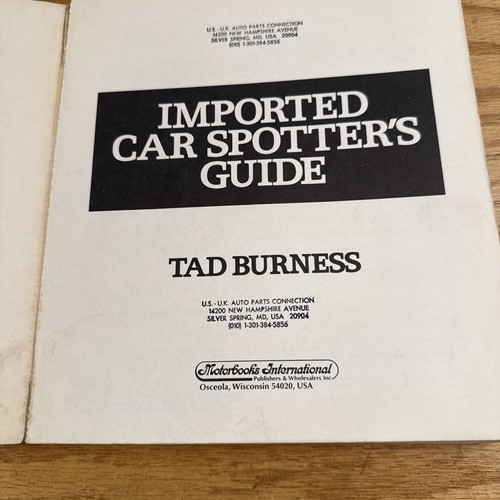 U.S.-U.K. AUTO PARTS CONNECTION
14200 NEW HAMPSHIRE AVENUE
SILVER SPRING, MD, USA 20904
(010) 1-301-384-5856
IMPORTED
CAR SPOTTER'S
GUIDE
TAD BURNESS
U.S.-U.K. AUTO PARTS CONNECTION
14200 NEW HAMPSHIRE AVENUE
SILVER SPRING, MD, USA 20904
(010) 1-301-384-5856
Motorbooks International
Publishers & Wholesalers Inc
Osceola, Wisconsin 54020, USA